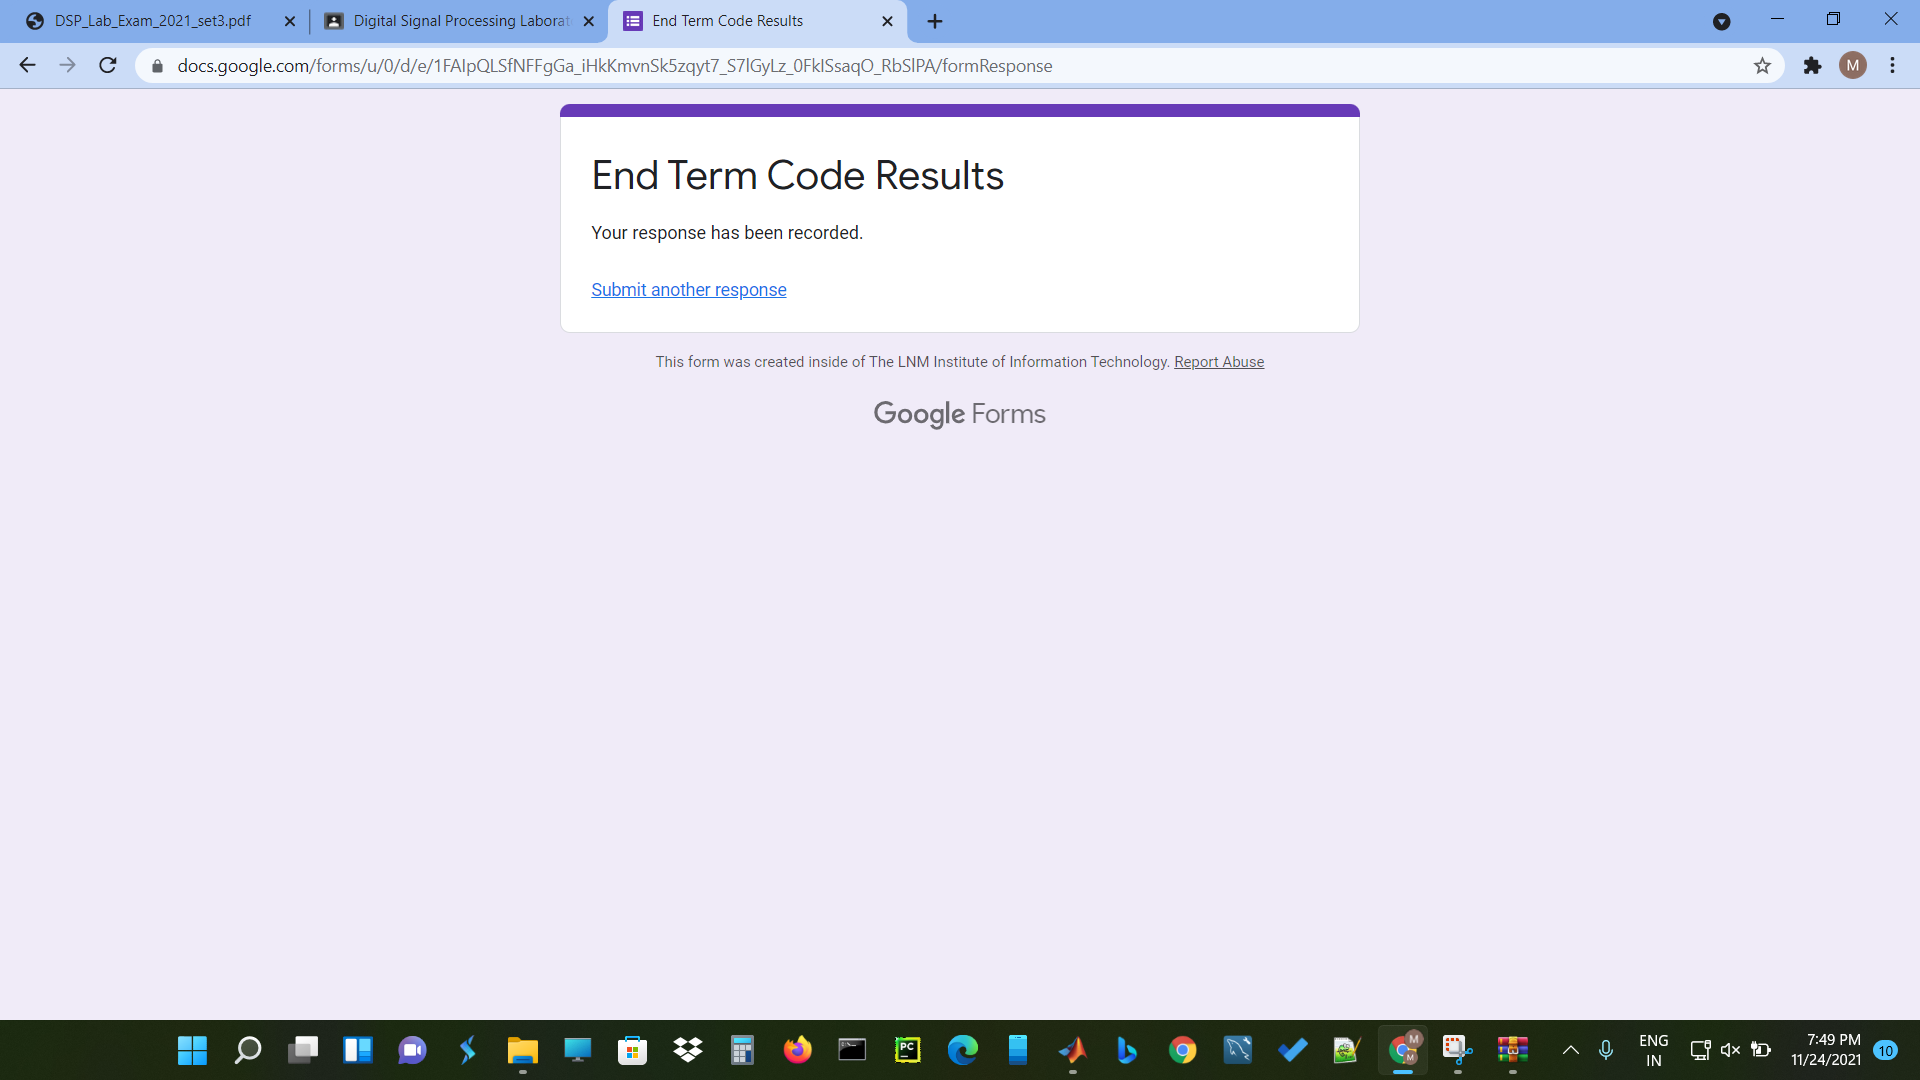 DSP_Lab_Exam_2021_set3.pdf
Digital Signal Processing Laborat
End Term Code Results
docs.google.com/forms/u/0/d/e/1FAIpQLSfNFFgGa_iHkKmvnSk5zqyt7_S7lGyLz_0FkISsaqO_RbSlPA/formResponse
M
End Term Code Results
Your response has been recorded.
Submit another response
This form was created inside of The LNM Institute of Information Technology. Report Abuse
Google Forms
PC
M
M
ENG
IN
7:49 PM
11/24/2021
10